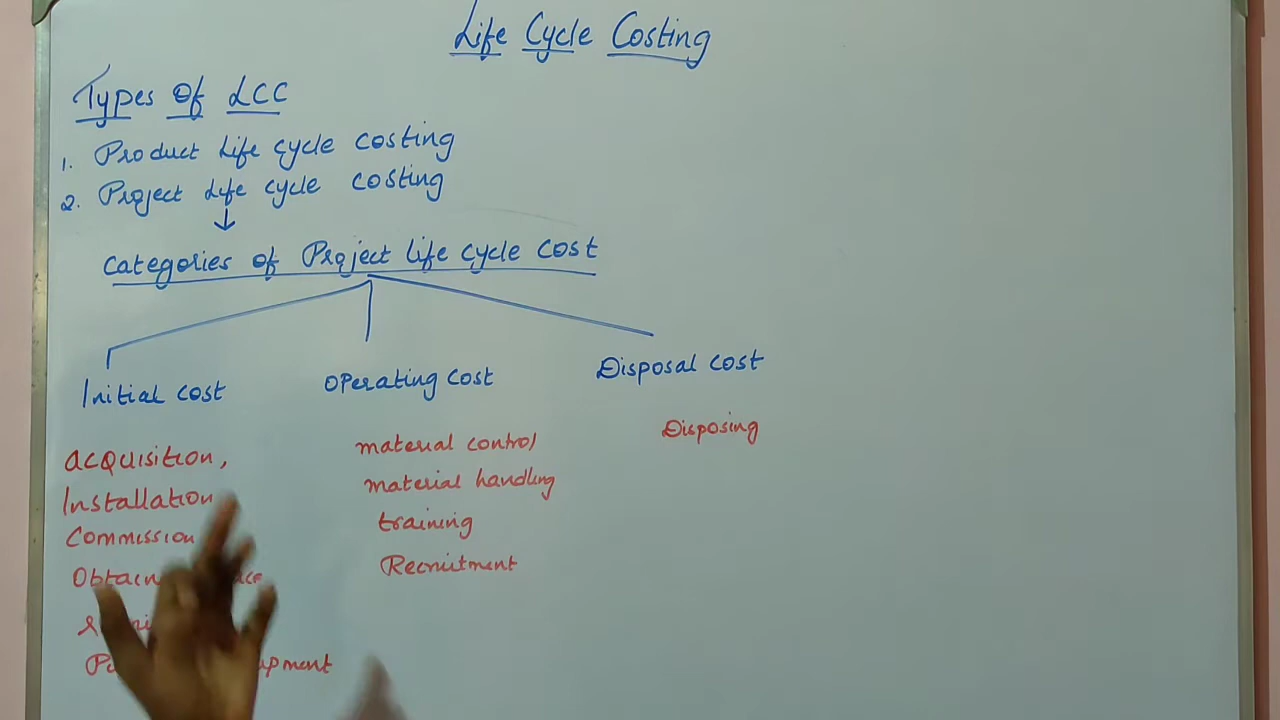 Life Cycle Costing
Types Of LCC
1. Product Life cycle costing
2. Project Life cycle costing
↓
Categories of Project Life cycle cost
Initial cost
Acquisition,
Installation
Commission
Operating cost
material control
material handling
training
Recruitment
Disposal cost
Disposing